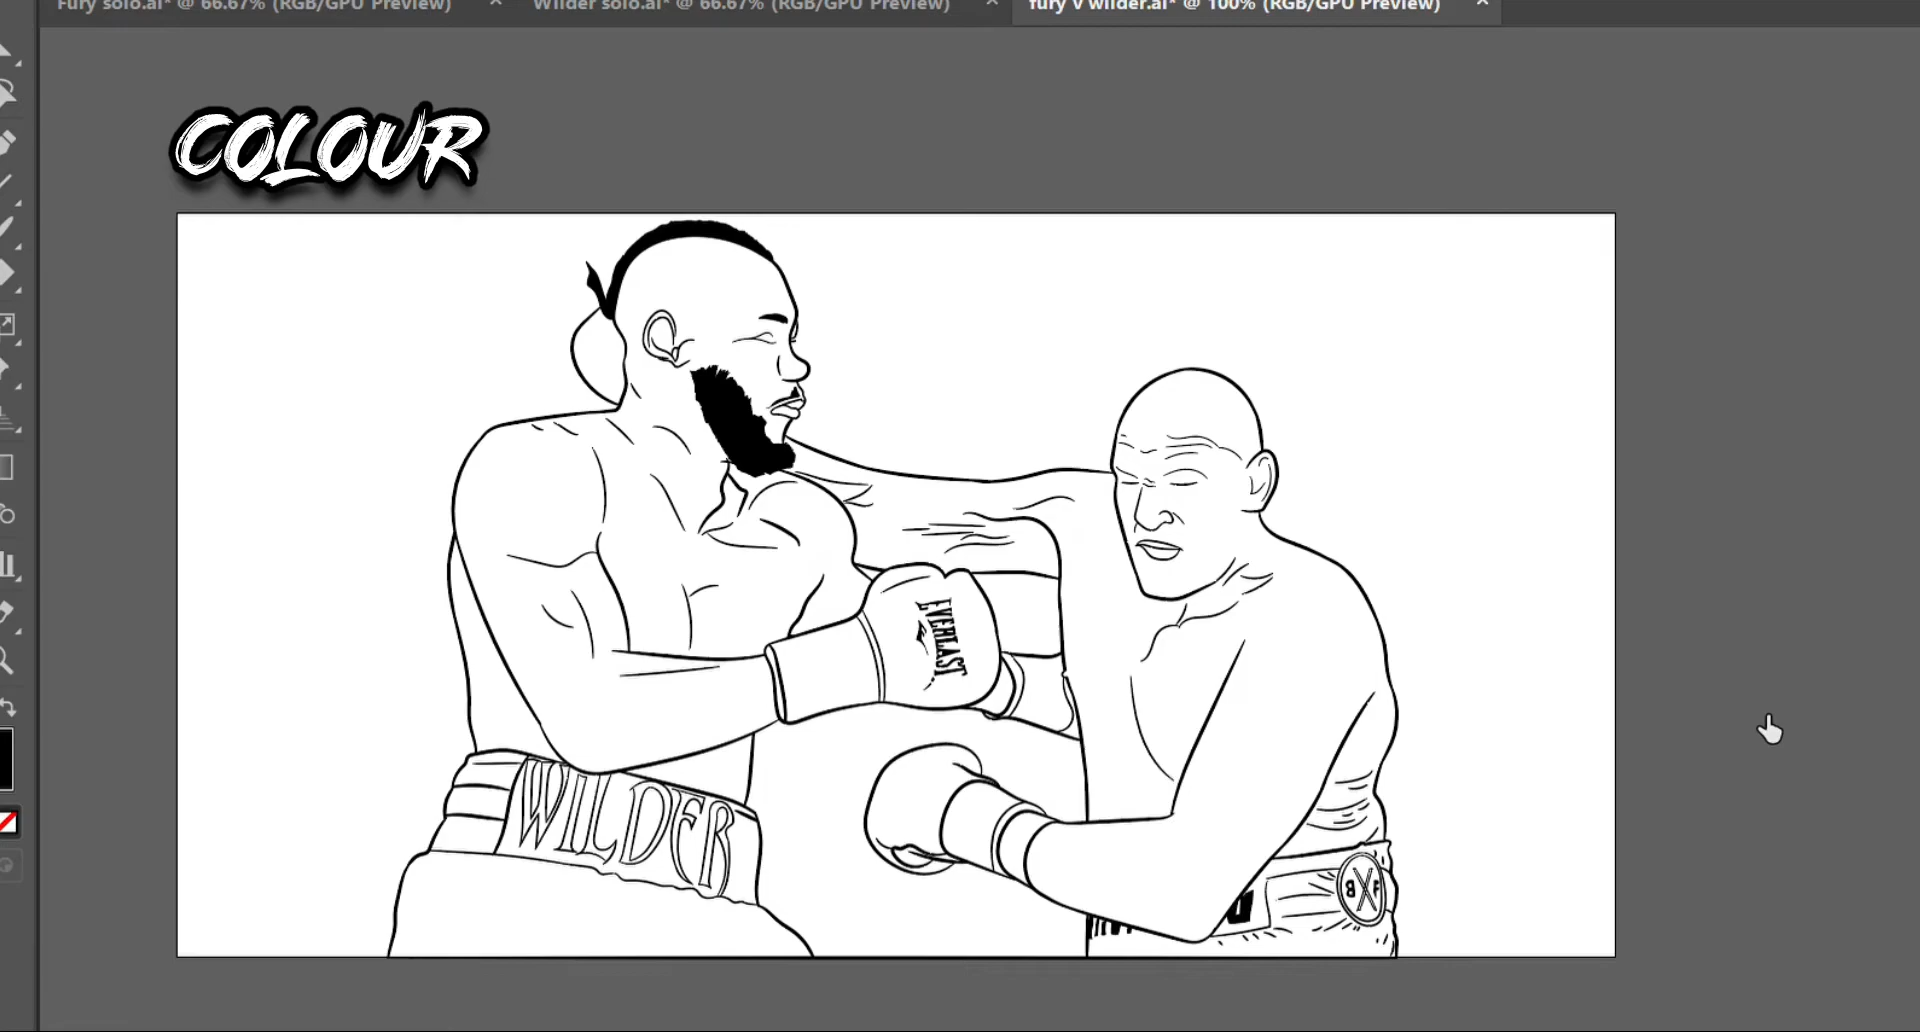 Fury solo.ai* @ 66.67% (RGB/GPU Preview) Wilder solo.ai* @ 66.67% (RGB/GPU Preview) fury v wilder.ai* @ 100% (RGB/GPU Preview)
COLOUR
EVERLAST
WILDER
B F